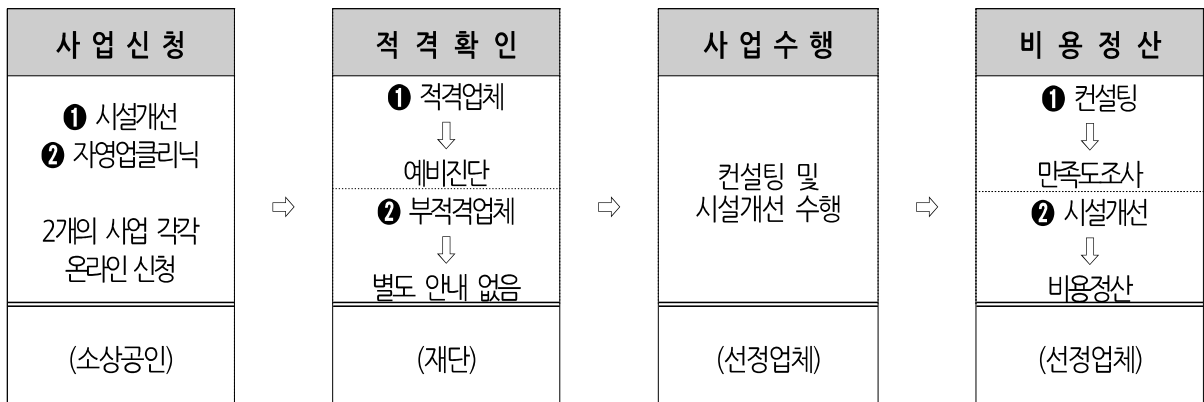 사 업 신 청
❶ 시설개선
❷ 자영업클리닉
2개의 사업 각각
온라인 신청
(소상공인)
⇨
적 격 확 인
❶ 적격업체
⇩
예비진단
❷ 부적격업체
⇩
별도 안내 없음
(재단)
⇨
사 업 수 행
컨설팅 및
시설개선 수행
(선정업체)
⇨
비 용 정 산
❶ 컨설팅
⇩
만족도조사
❷ 시설개선
⇩
비용정산
(선정업체)